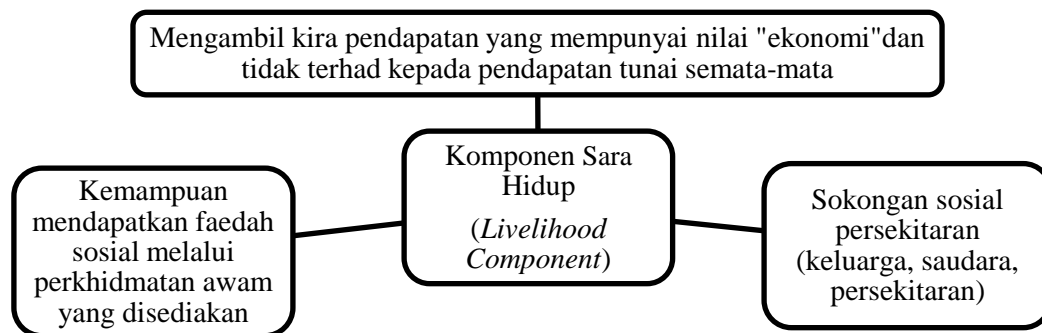 Mengambil kira pendapatan yang mempunyai nilai "ekonomi"dan
tidak terhad kepada pendapatan tunai semata-mata
Komponen Sara
Hidup
(Livelihood
Component)
Kemampuan
mendapatkan faedah
sosial melalui
perkhidmatan awam
yang disediakan
Sokongan sosial
persekitaran
(keluarga, saudara,
persekitaran)